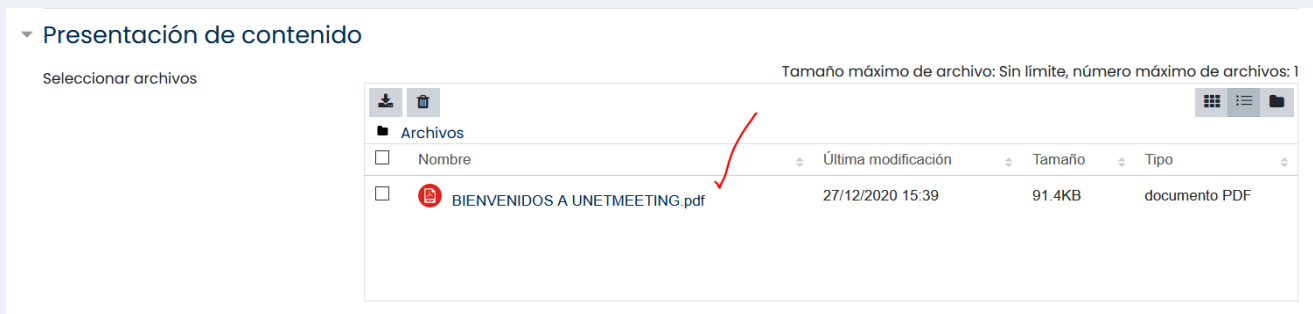 Presentación de contenido
Seleccionar archivos
Tamaño máximo de archivo: Sin límite, número máximo de archivos: 1
Archivos
Nombre Última modificación Tamaño Tipo
BIENVENIDOS A UNETMEETING.pdf 27/12/2020 15:39 91.4KB documento PDF